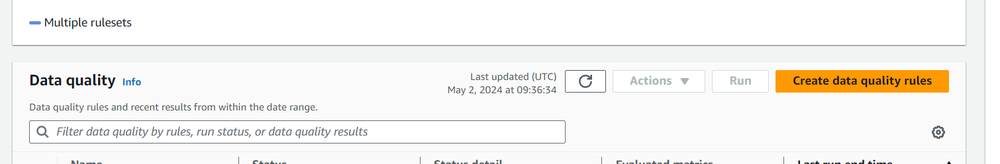 Multiple rulesets
Data quality Info
Last updated (UTC)
May 2, 2024 at 09:36:34
Actions
Run
Create data quality rules
Data quality rules and recent results from within the date range.
Filter data quality by rules, run status, or data quality results
Name Status Status detail Evaluated metrics Last run end time